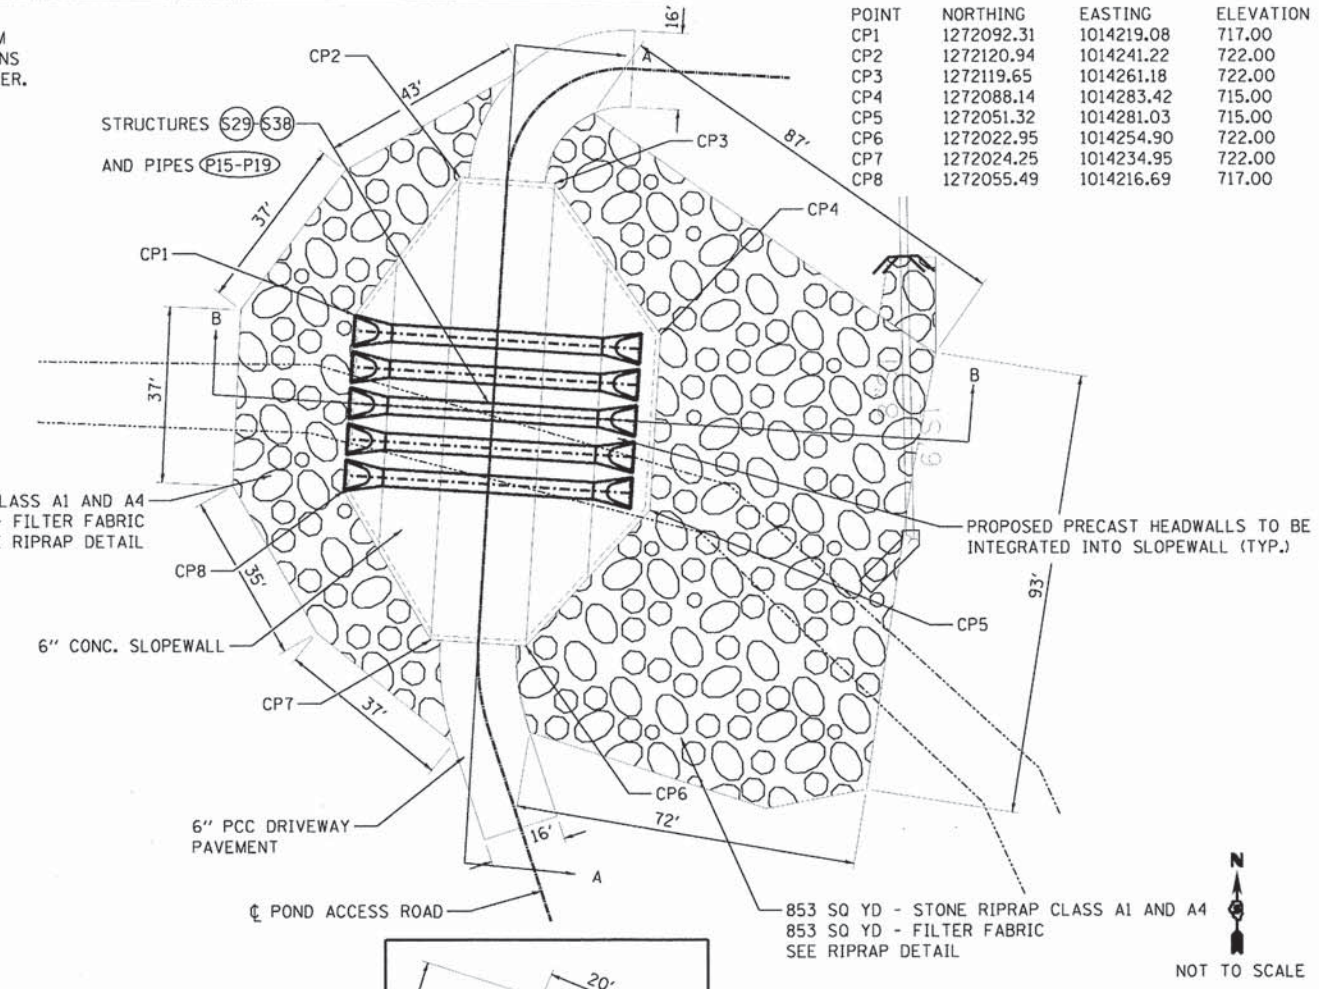 NS
ER.
POINT NORTHING EASTING ELEVATION
CP1 1272092.31 1014219.08 717.00
CP2 1272120.94 1014241.22 722.00
CP3 1272119.65 1014261.18 722.00
CP4 1272088.14 1014283.42 715.00
CP5 1272051.32 1014281.03 715.00
CP6 1272022.95 1014254.90 722.00
CP7 1272024.25 1014234.95 722.00
CP8 1272055.49 1014216.69 717.00
16'
CP2
A
43'
STRUCTURES S29-S38
AND PIPES P15-P19
87'
CP3
37'
CP4
CP1
B
B
37'
LASS A1 AND A4
- FILTER FABRIC
RIPRAP DETAIL
PROPOSED PRECAST HEADWALLS TO BE
INTEGRATED INTO SLOPEWALL (TYP.)
CP8
35'
93'
CP5
6" CONC. SLOPEWALL
CP7
37'
CP6
72'
6" PCC DRIVEWAY
PAVEMENT
16'
A
℄ POND ACCESS ROAD
853 SQ YD - STONE RIPRAP CLASS A1 AND A4
853 SQ YD - FILTER FABRIC
SEE RIPRAP DETAIL
N
NOT TO SCALE
20'